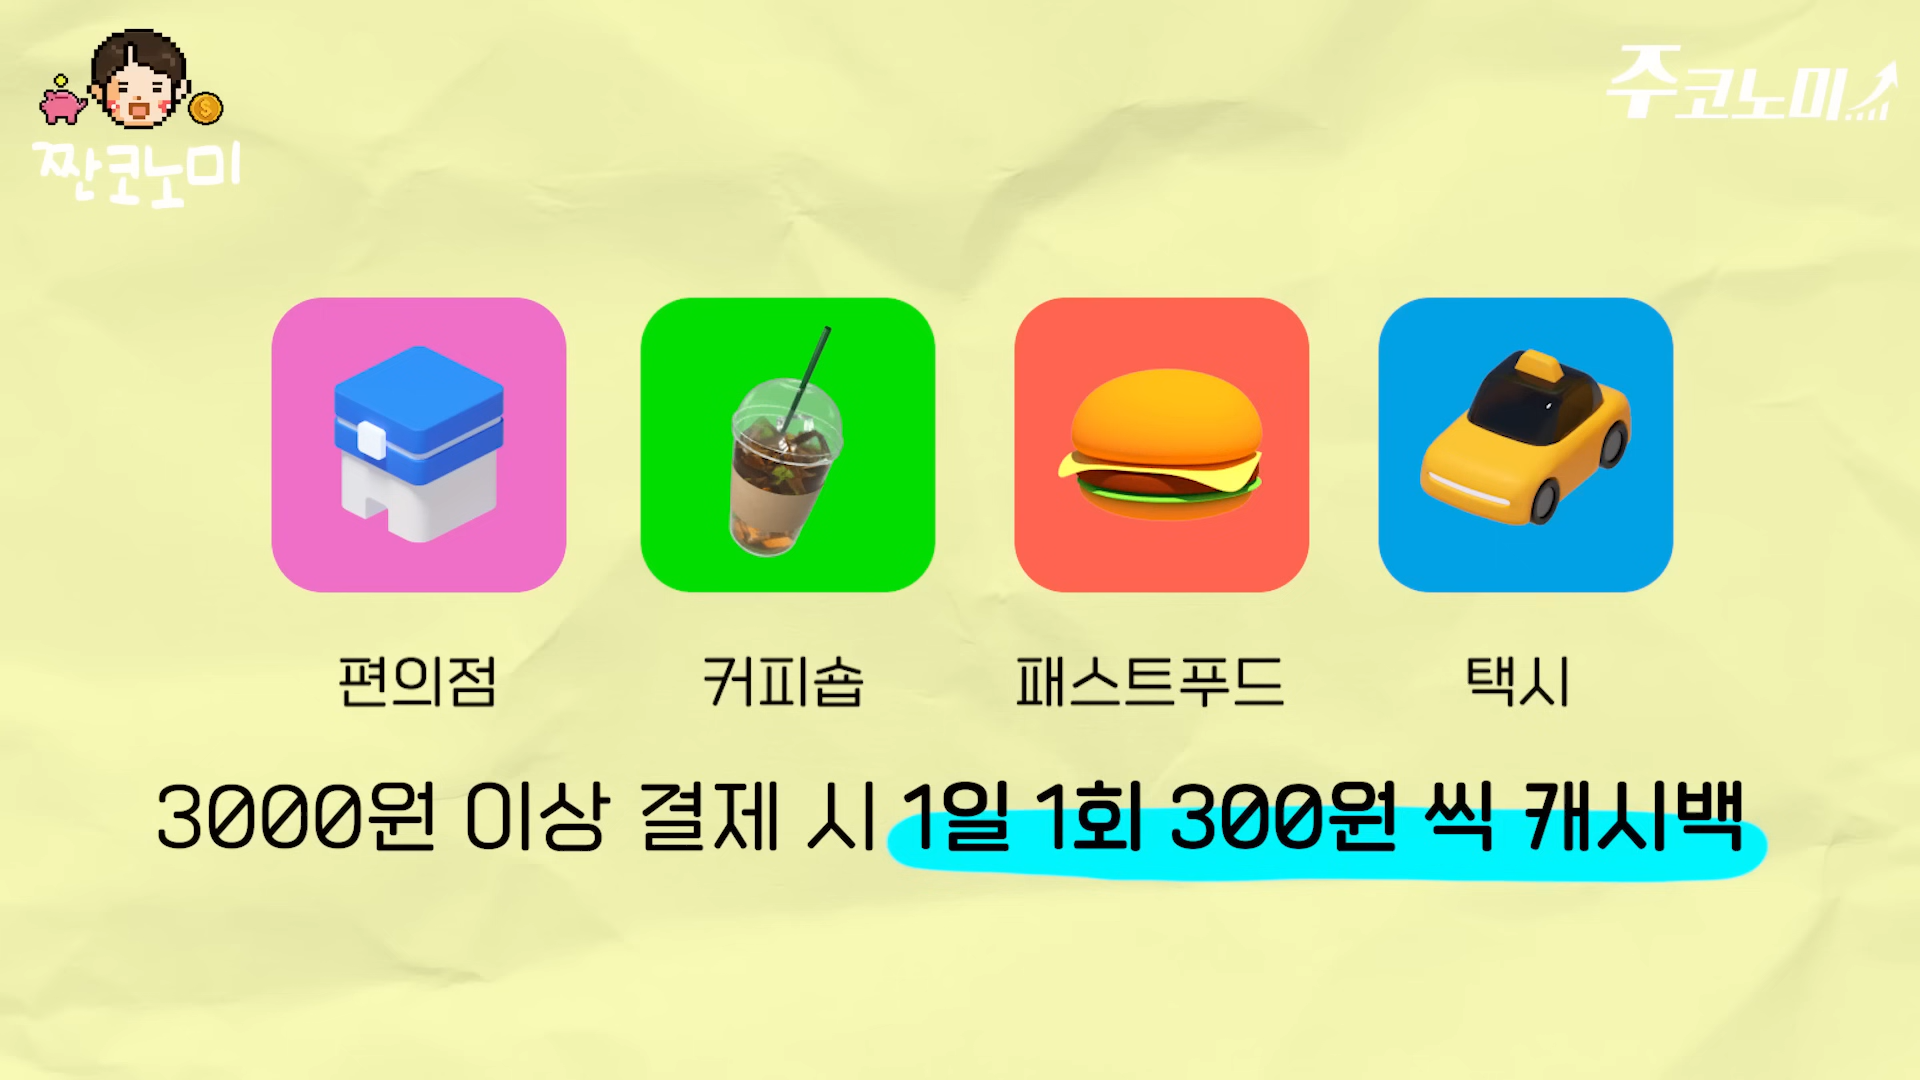 짠코노미
주코노미
편의점
커피숍
패스트푸드
택시
3000원 이상 결제 시 1일 1회 300원 씩 캐시백